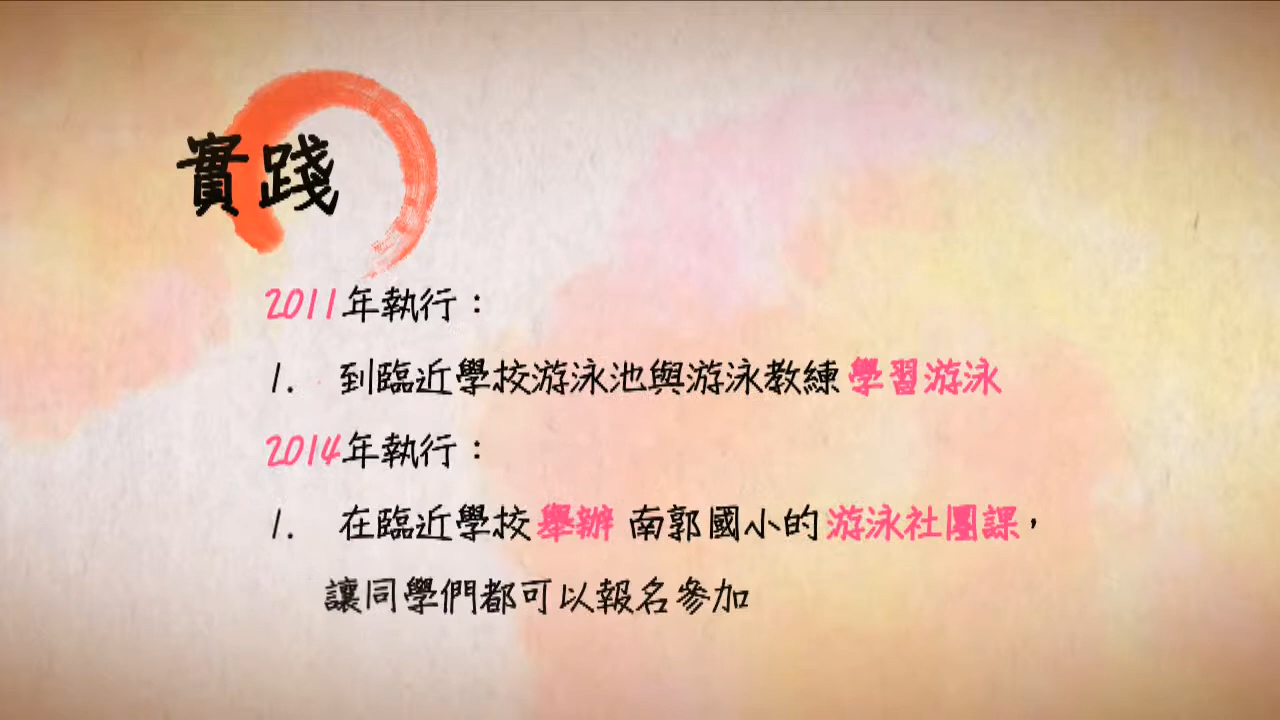 實踐
2011年執行：
1. 到臨近學校游泳池與游泳教練學習游泳
2014年執行：
1. 在臨近學校舉辦 南郭國小的游泳社團課，
讓同學們都可以報名參加